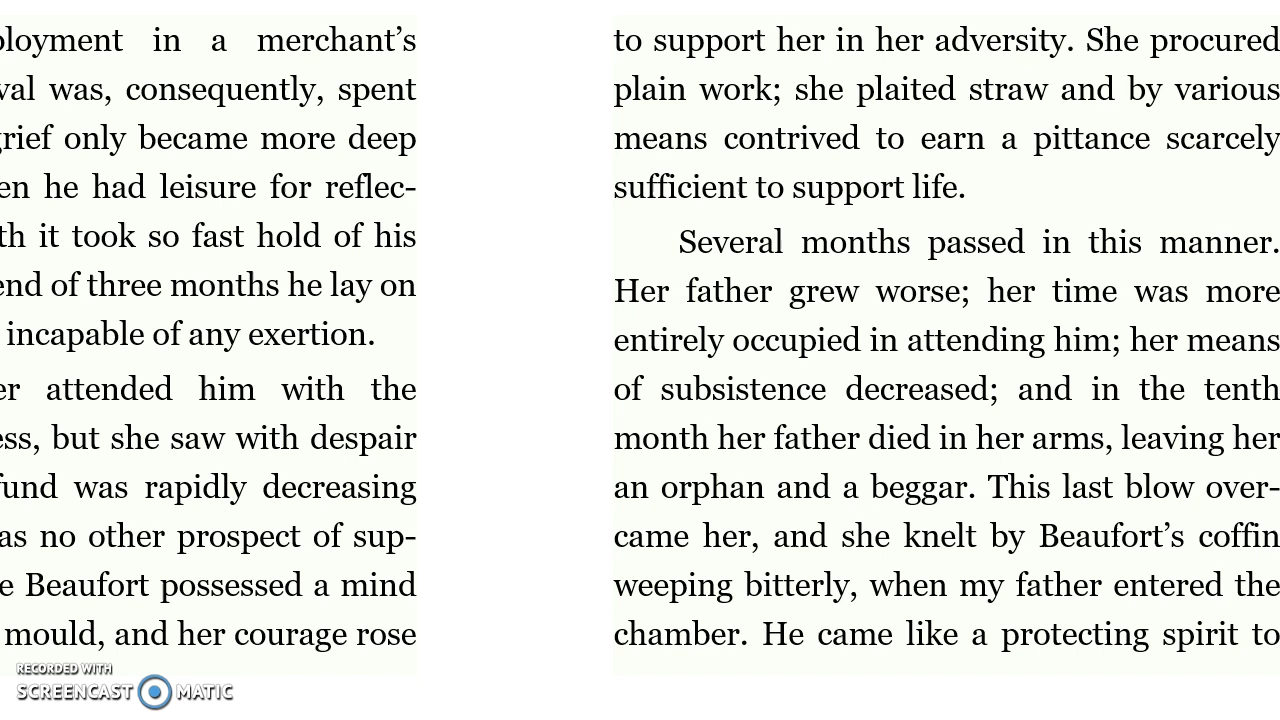 ployment in a merchant's
val was, consequently, spent
grief only became more deep
en he had leisure for reflec-
th it took so fast hold of his
end of three months he lay on
incapable of any exertion.
er attended him with the
ess, but she saw with despair
fund was rapidly decreasing
as no other prospect of sup-
e Beaufort possessed a mind
mould, and her courage rose
to support her in her adversity. She procured
plain work; she plaited straw and by various
means contrived to earn a pittance scarcely
sufficient to support life.
Several months passed in this manner.
Her father grew worse; her time was more
entirely occupied in attending him; her means
of subsistence decreased; and in the tenth
month her father died in her arms, leaving her
an orphan and a beggar. This last blow over-
came her, and she knelt by Beaufort's coffin
weeping bitterly, when my father entered the
chamber. He came like a protecting spirit to
RECORDED WITH
SCREENCAST MATIC